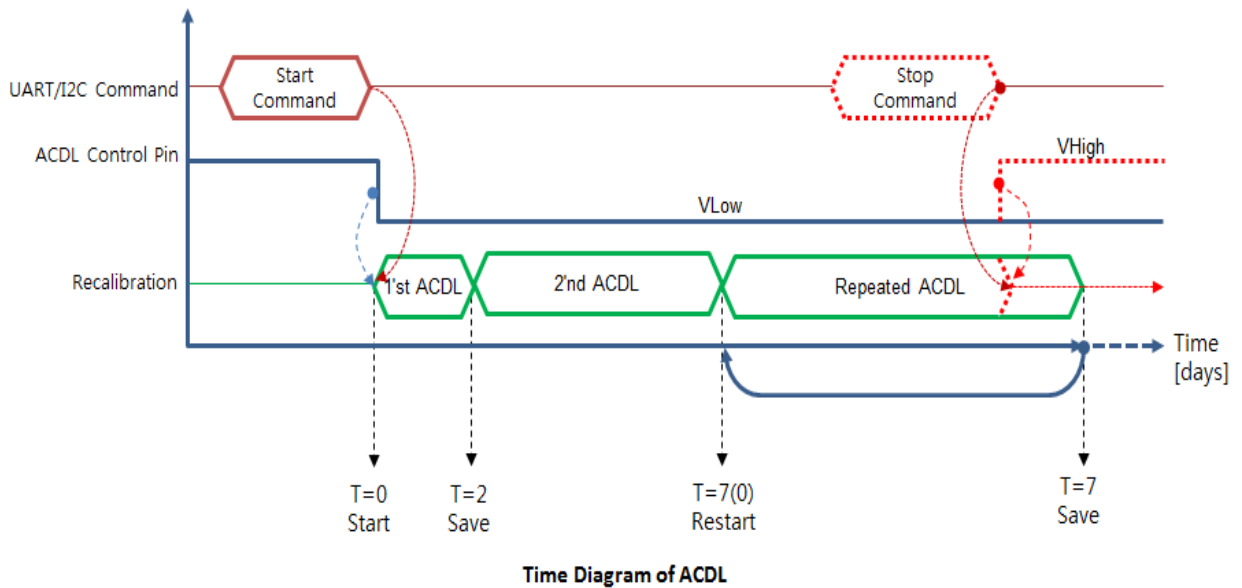 Start
Command
Stop
Command
UART/I2C Command
ACDL Control Pin
VHigh
VLow
Recalibration
1'st ACDL
2'nd ACDL
Repeated ACDL
Time
[days]
T=0
Start
T=2
Save
T=7(0)
Restart
T=7
Save
Time Diagram of ACDL